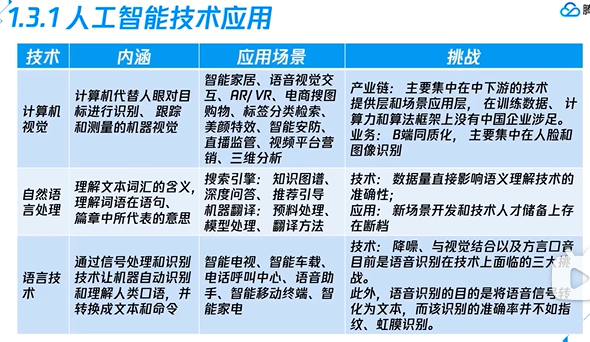 1.3.1 人工智能技术应用
腾
技术
内涵
应用场景
挑战
计算机
视觉
计算机代替人眼对目
标进行识别、跟踪
和测量的机器视觉
智能家居、语音视觉交
互、AR/ VR、电商搜图
购物、标签分类检索、
美颜特效、智能安防、
直播监管、视频平台营
销、三维分析
产业链： 主要集中在中下游的技术
提供层和场景应用层， 在训练数据、 计
算力和算法框架上没有中国企业涉足。
业务： B端同质化， 主要集中在人脸和
图像识别
自然语
言处理
理解文本词汇的含义，
理解词语在语句、
篇章中所代表的意思
搜索引擎： 知识图谱、
深度问答、 推荐引导
机器翻译： 预料处理、
模型处理、 翻译方法
技术： 数据量直接影响语义理解技术的
准确性；
应用： 新场景开发和技术人才储备上存
在断档
语言技
术
通过信号处理和识别
技术让机器自动识别
和理解人类口语，并
转换成文本和命令
智能电视、智能车载、
电话呼叫中心、语音助
手、智能移动终端、智
能家电
技术： 降噪、与视觉结合以及方言口音
目前是语音识别在技术上面临的三大挑
战。
此外，语音识别的目的是将语音信号转
化为文本，而该识别的准确率并不如指
纹、虹膜识别。